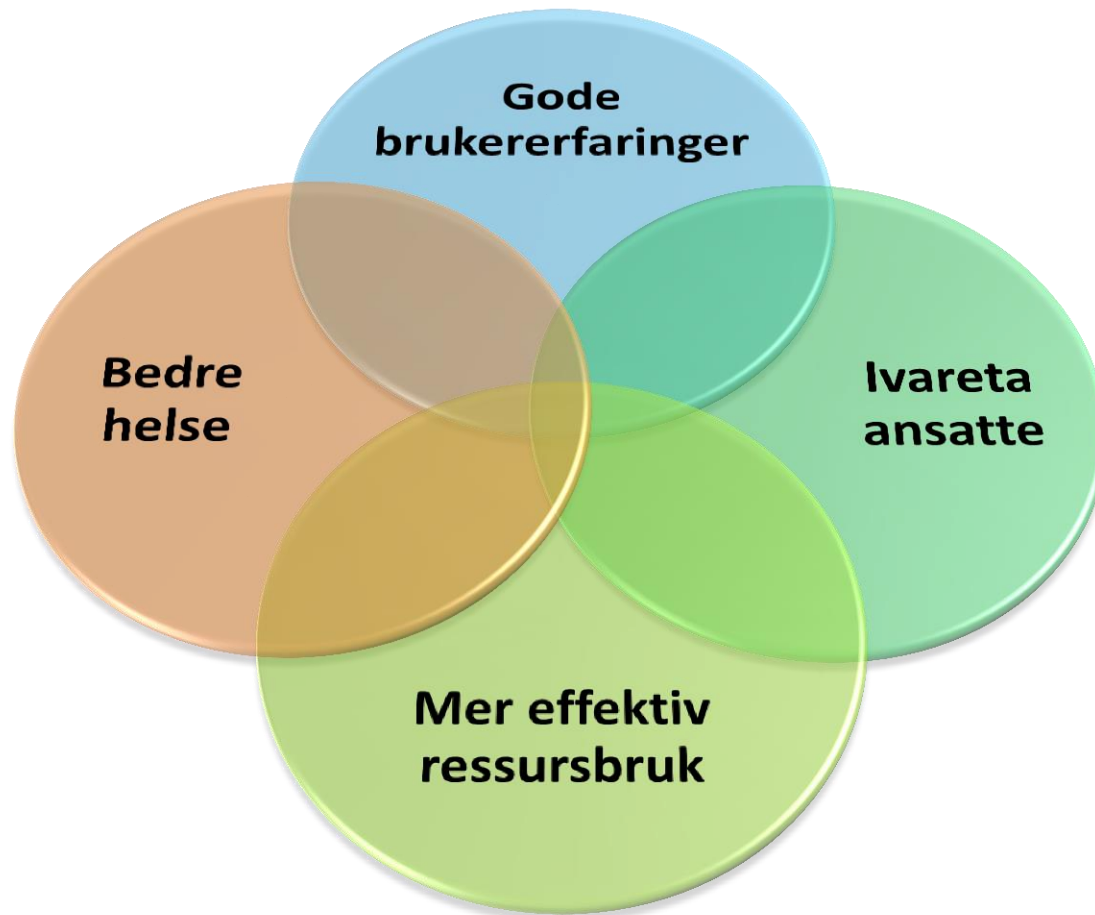 Gode
brukererfaringer
Bedre
helse
Ivareta
ansatte
Mer effektiv
ressursbruk